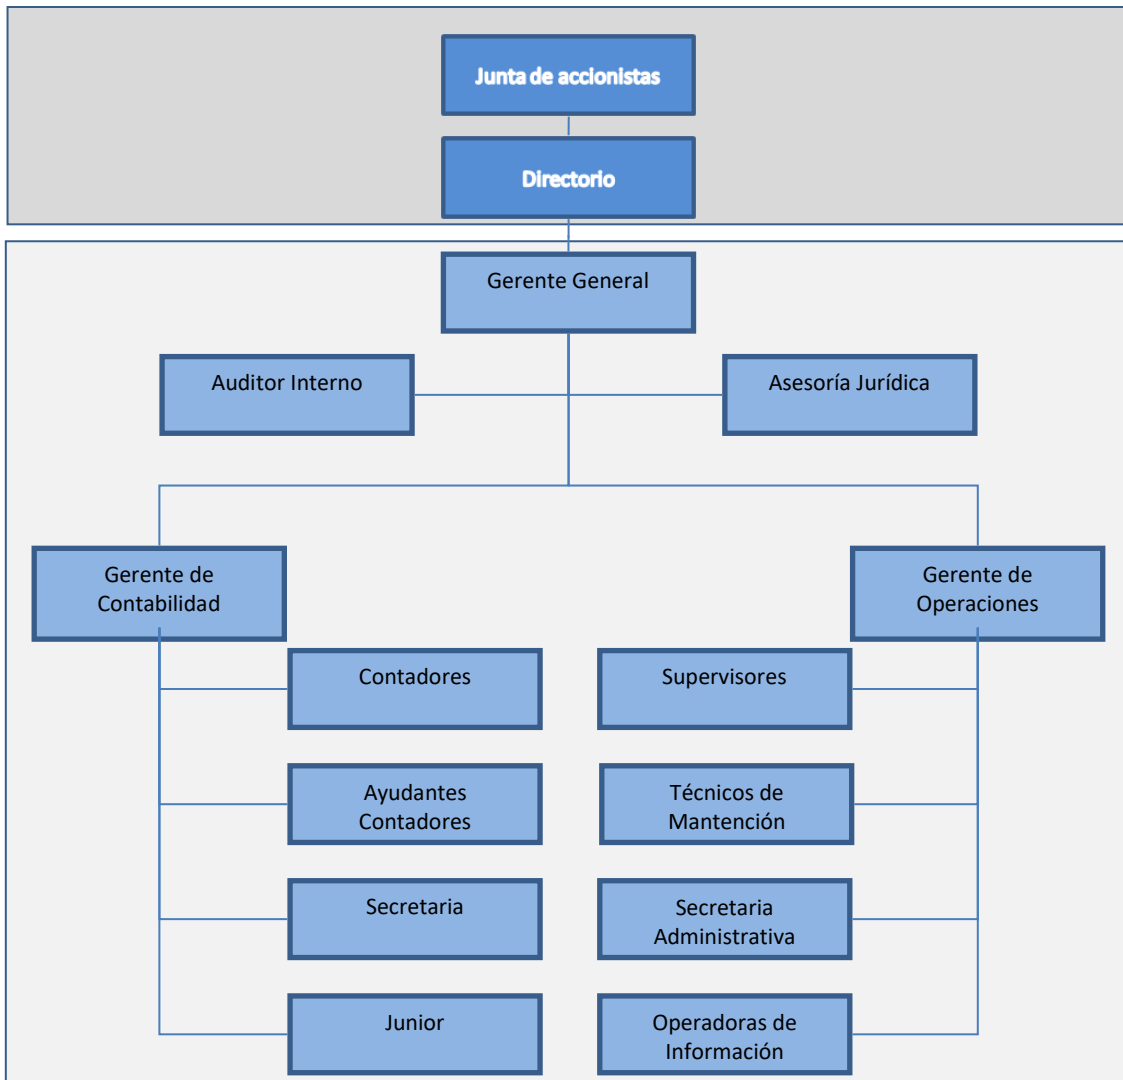 Junta de accionistas
Directorio
Gerente General
Auditor Interno
Asesoría Jurídica
Gerente de
Contabilidad
Gerente de
Operaciones
Contadores
Supervisores
Ayudantes
Contadores
Técnicos de
Mantención
Secretaria
Secretaria
Administrativa
Junior
Operadoras de
Información